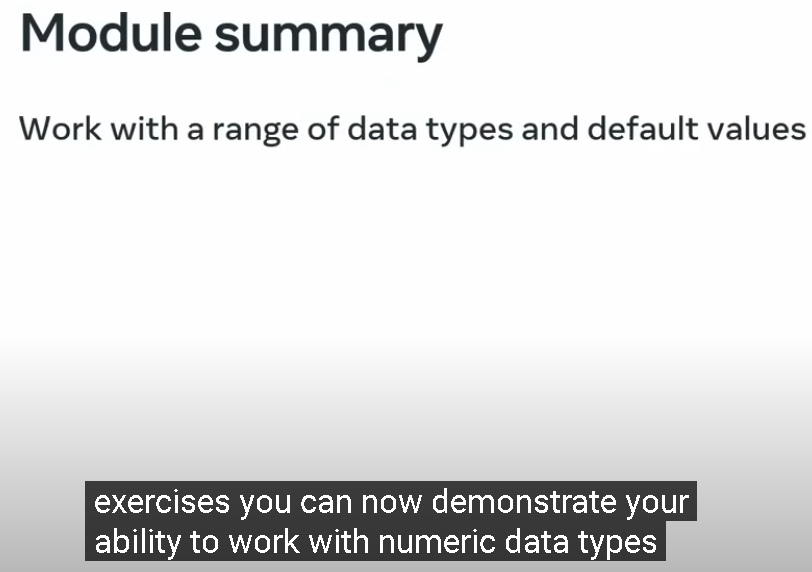 Module summary
Work with a range of data types and default values
exercises you can now demonstrate your
ability to work with numeric data types